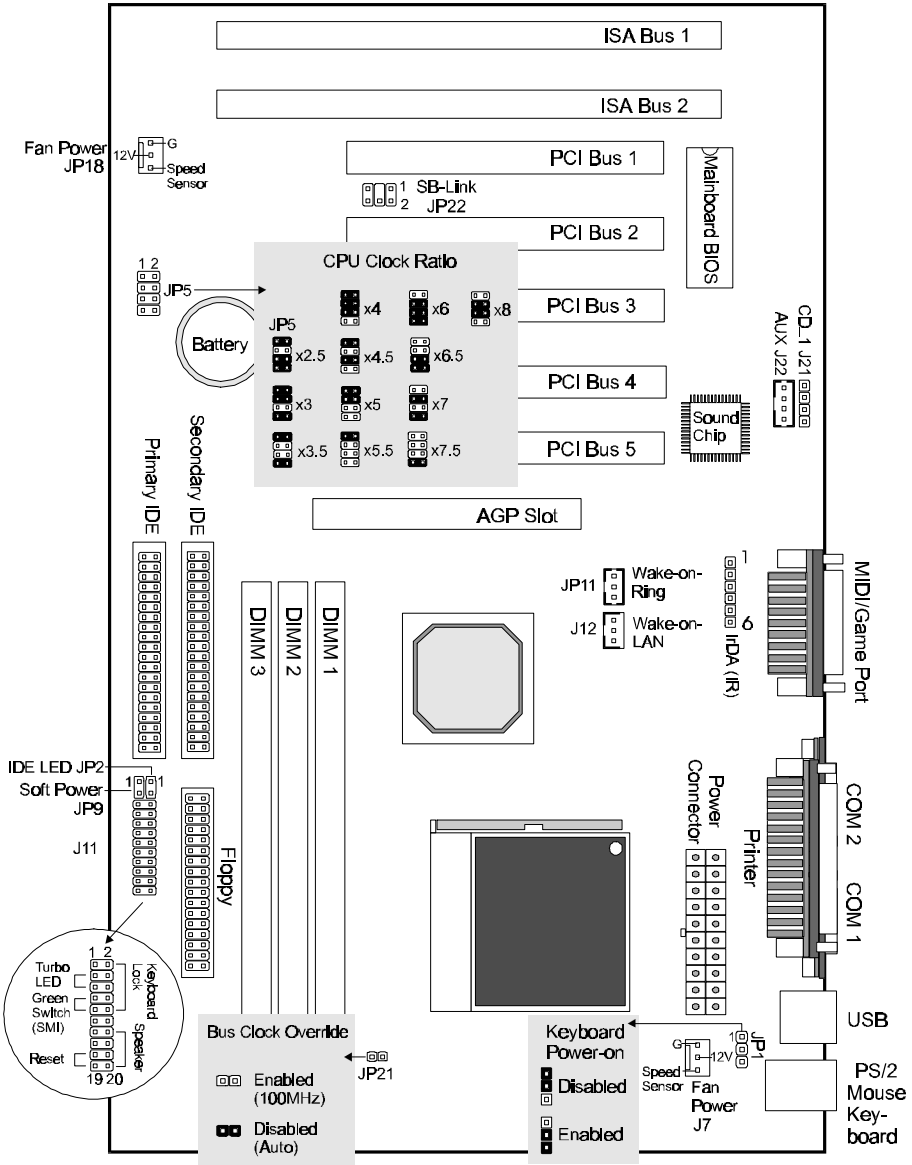 ISA Bus 1
ISA Bus 2
Fan Power
JP18
G
12V
Speed
Sensor
PCI Bus 1
1 SB-Link
2 JP22
Mainboard BIOS
PCI Bus 2
CPU Clock Ratio
1 2
JP5
PCI Bus 3
x4
x6
x8
JP5
Battery
x2.5
x4.5
x6.5
CD_1 J21
AUX J22
PCI Bus 4
x3
x5
x7
Sound
Chip
PCI Bus 5
x3.5
x5.5
x7.5
Primary IDE
Secondary IDE
AGP Slot
JP11
Wake-on-
Ring
J12
Wake-on-
LAN
1
6
IrDA (IR)
MIDI/Game Port
DIMM 3
DIMM 2
DIMM 1
IDE LED JP2
1 1
Soft Power
JP9
J11
Floppy
Power
Connector
Printer
COM 2
COM 1
1 2
Turbo
LED
Green
Switch
(SMI)
Reset
19 20
Keyboard
Lock
Speaker
Bus Clock Override
JP21
Enabled
(100MHz)
Disabled
(Auto)
Keyboard
Power-on
Disabled
Enabled
1
JP1
G
12V
Speed
Sensor
Fan
Power
J7
USB
PS/2
Mouse
Key-
board